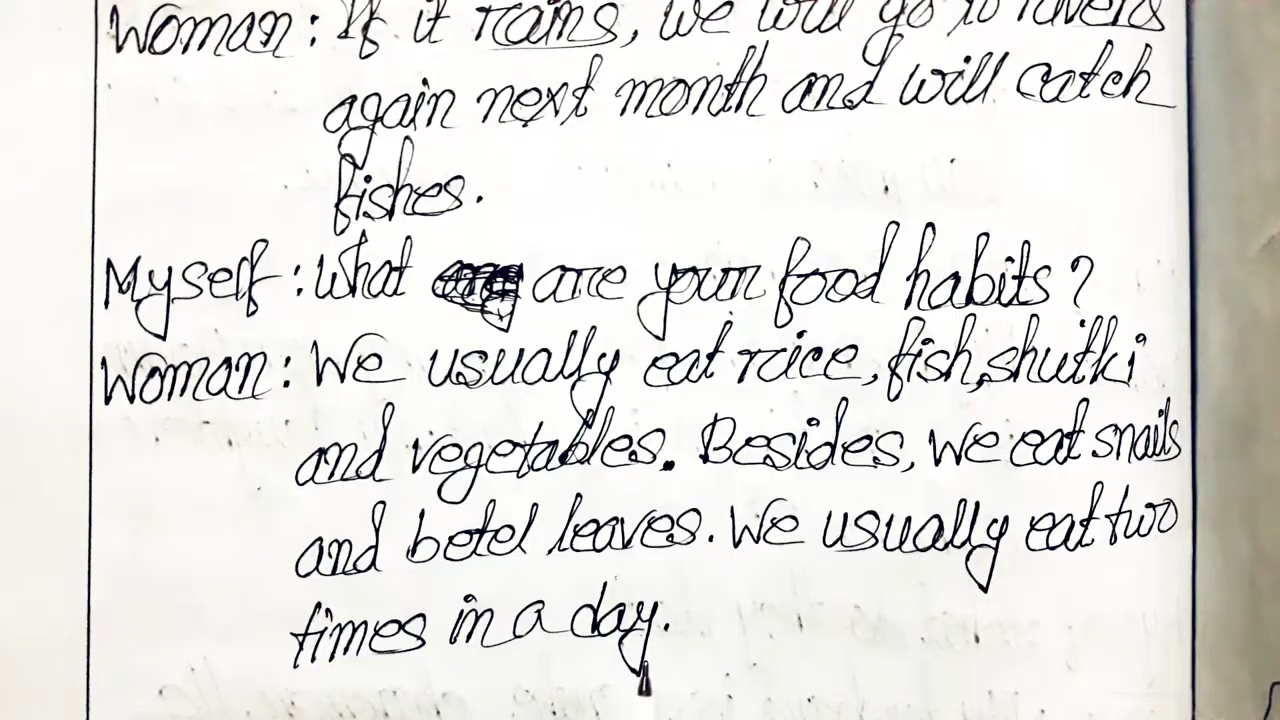 Woman: If it rains, we will go to rivers
again next month and will catch
fishes.
Myself: What are your food habits?
Woman: We usually eat rice, fish, shutki
and vegetables. Besides, we eat snails
and betel leaves. We usually eat two
times in a day.